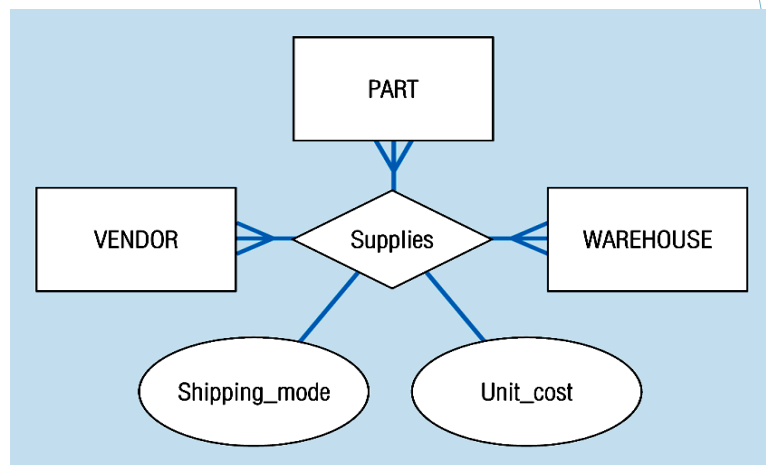 PART
VENDOR
Supplies
WAREHOUSE
Shipping_mode
Unit_cost